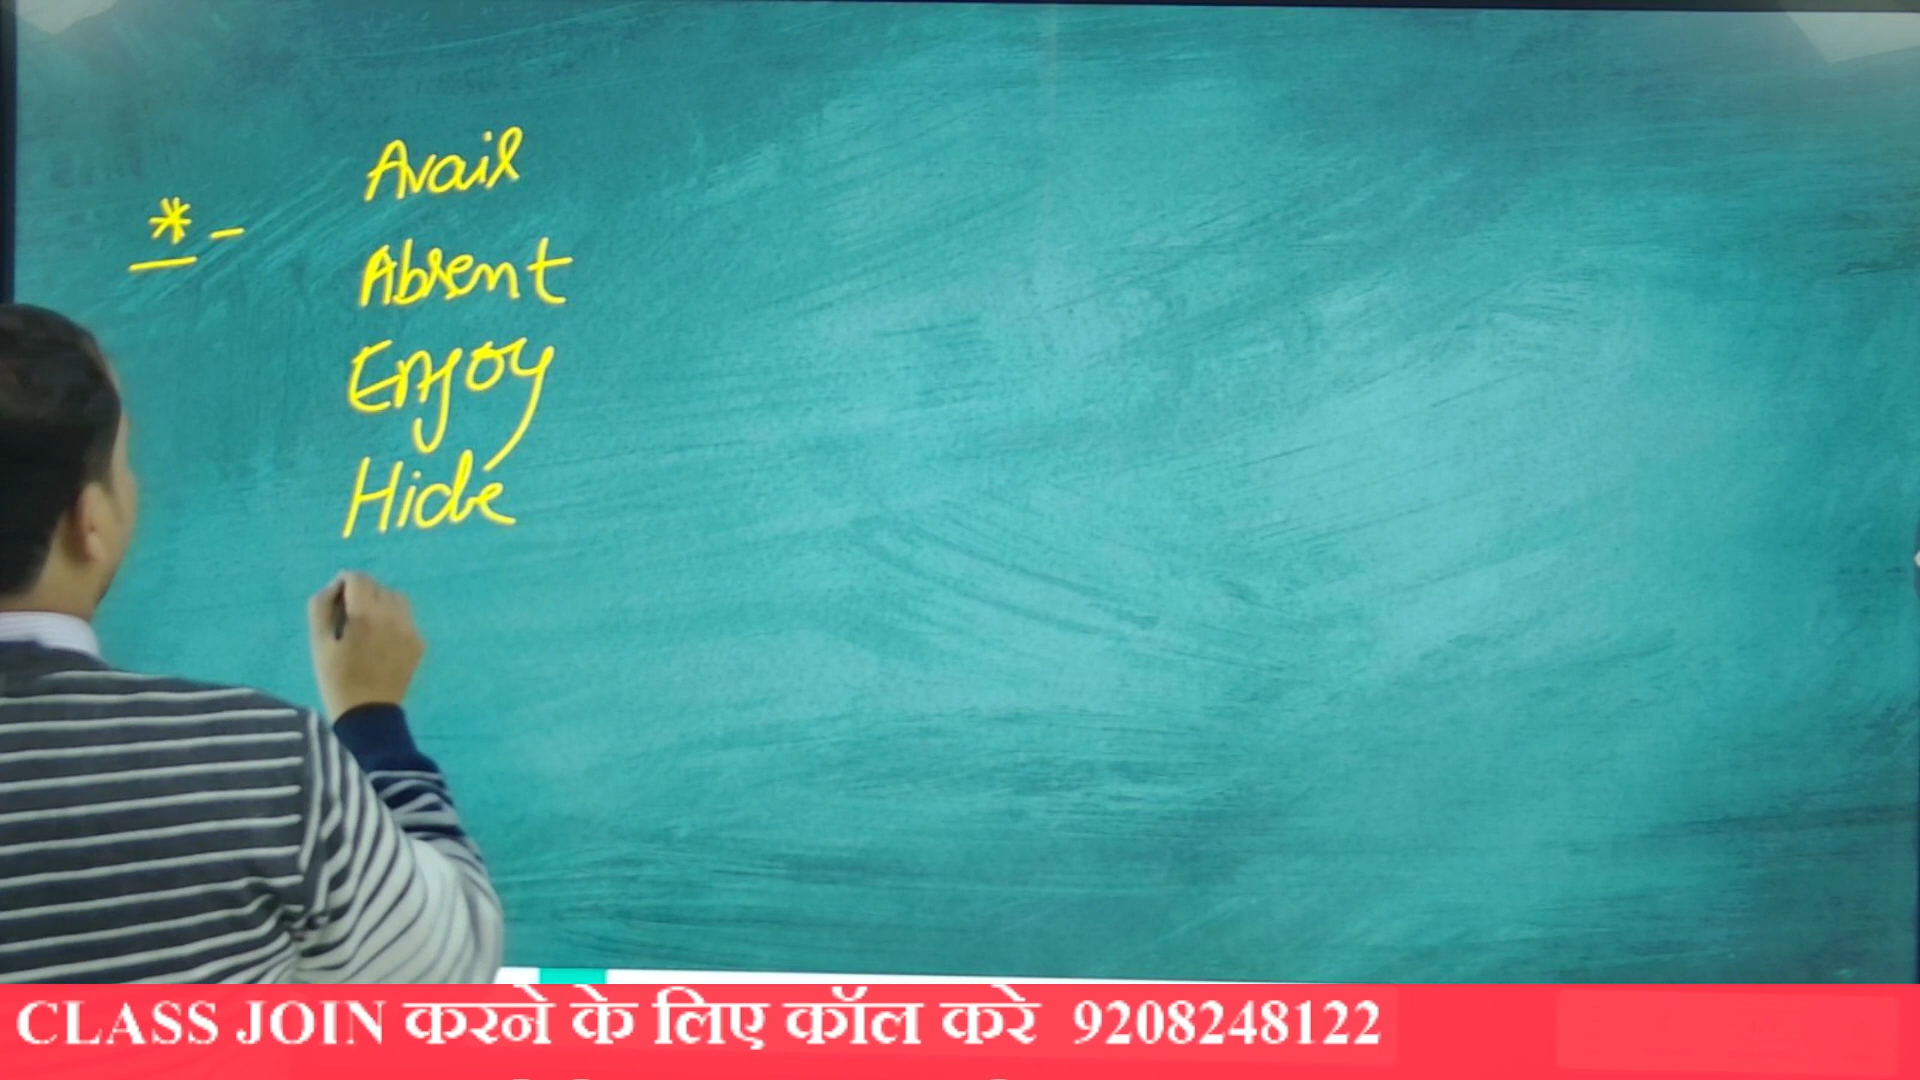 * -
Avail
Absent
Enjoy
Hide
CLASS JOIN करने के लिए कॉल करे 9208248122